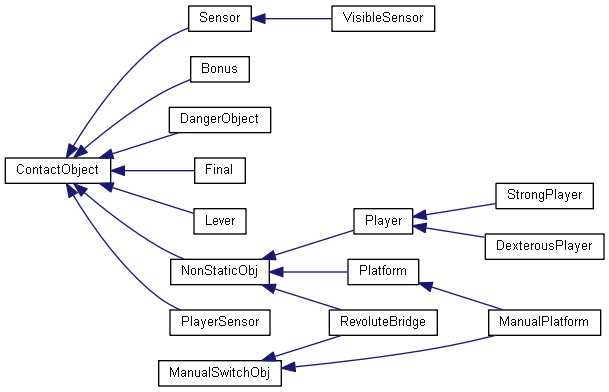 Sensor
VisibleSensor
Bonus
DangerObject
ContactObject
Final
Lever
Player
StrongPlayer
DexterousPlayer
NonStaticObj
Platform
PlayerSensor
RevoluteBridge
ManualPlatform
ManualSwitchObj